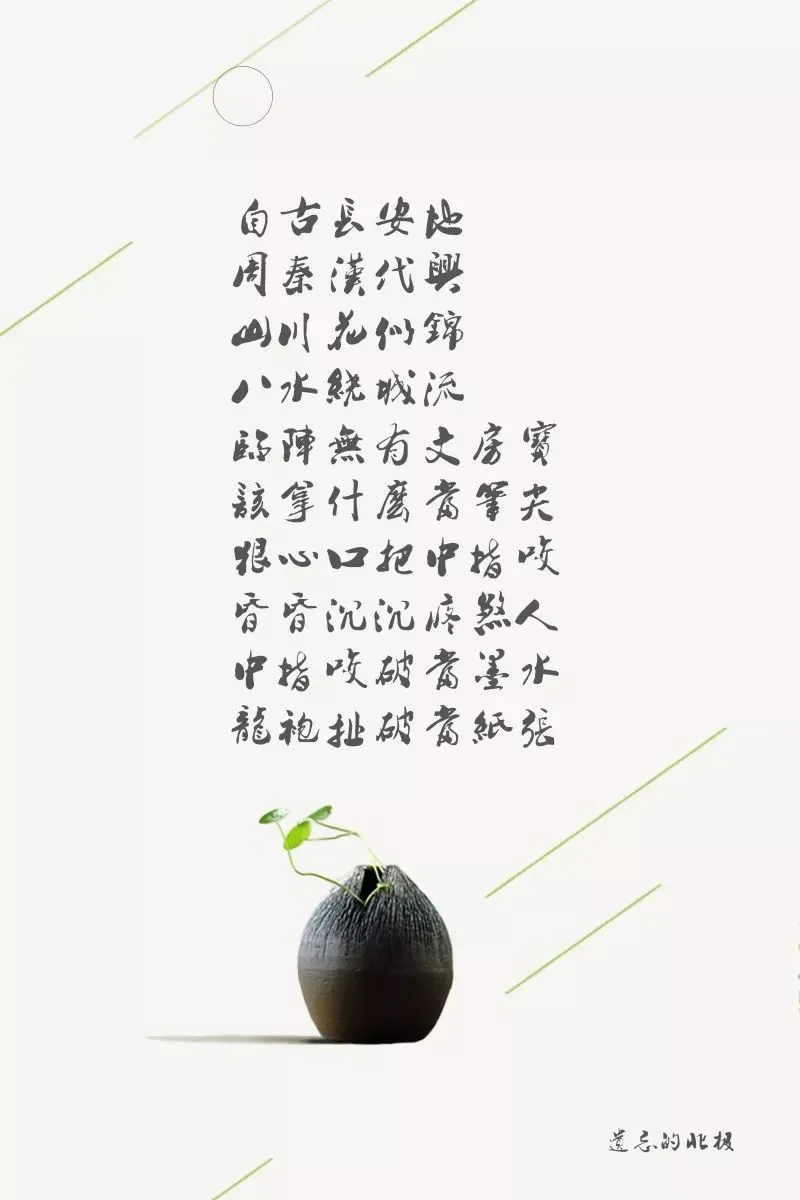 自古長安地
周秦漢代興
山川花似錦
八水繞城流
臨陣無有文房寶
該拿什麼當筆尖
狠心口把中指咬
昏昏沉沉疼煞人
中指咬破當墨水
龍袍扯破當紙張
遺忘的北极